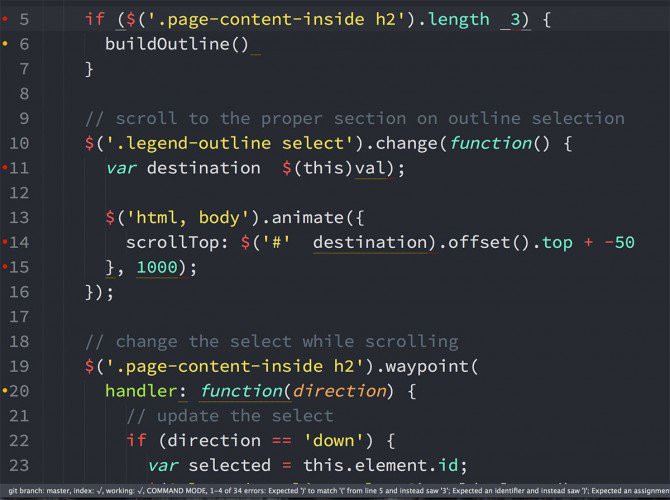 5 if ($('.page-content-inside h2').length 3) {
6 buildOutline()
7 }
8
9 // scroll to the proper section on outline selection
10 $('.legend-outline select').change(function() {
11 var destination $(this)val);
12
13 $('html, body').animate({
14 scrollTop: $('#' destination).offset().top + -50
15 }, 1000);
16 });
17
18 // change the select while scrolling
19 $('.page-content-inside h2').waypoint(
20 handler: function(direction) {
21 // update the select
22 if (direction == 'down') {
23 var selected = this.element.id;
git branch: master, index: √, working: √, COMMAND MODE, 1-4 of 34 errors: Expected ')' to match '(' from line 5 and instead saw '3'; Expected an identifier and instead saw ')'; Expected an assignm